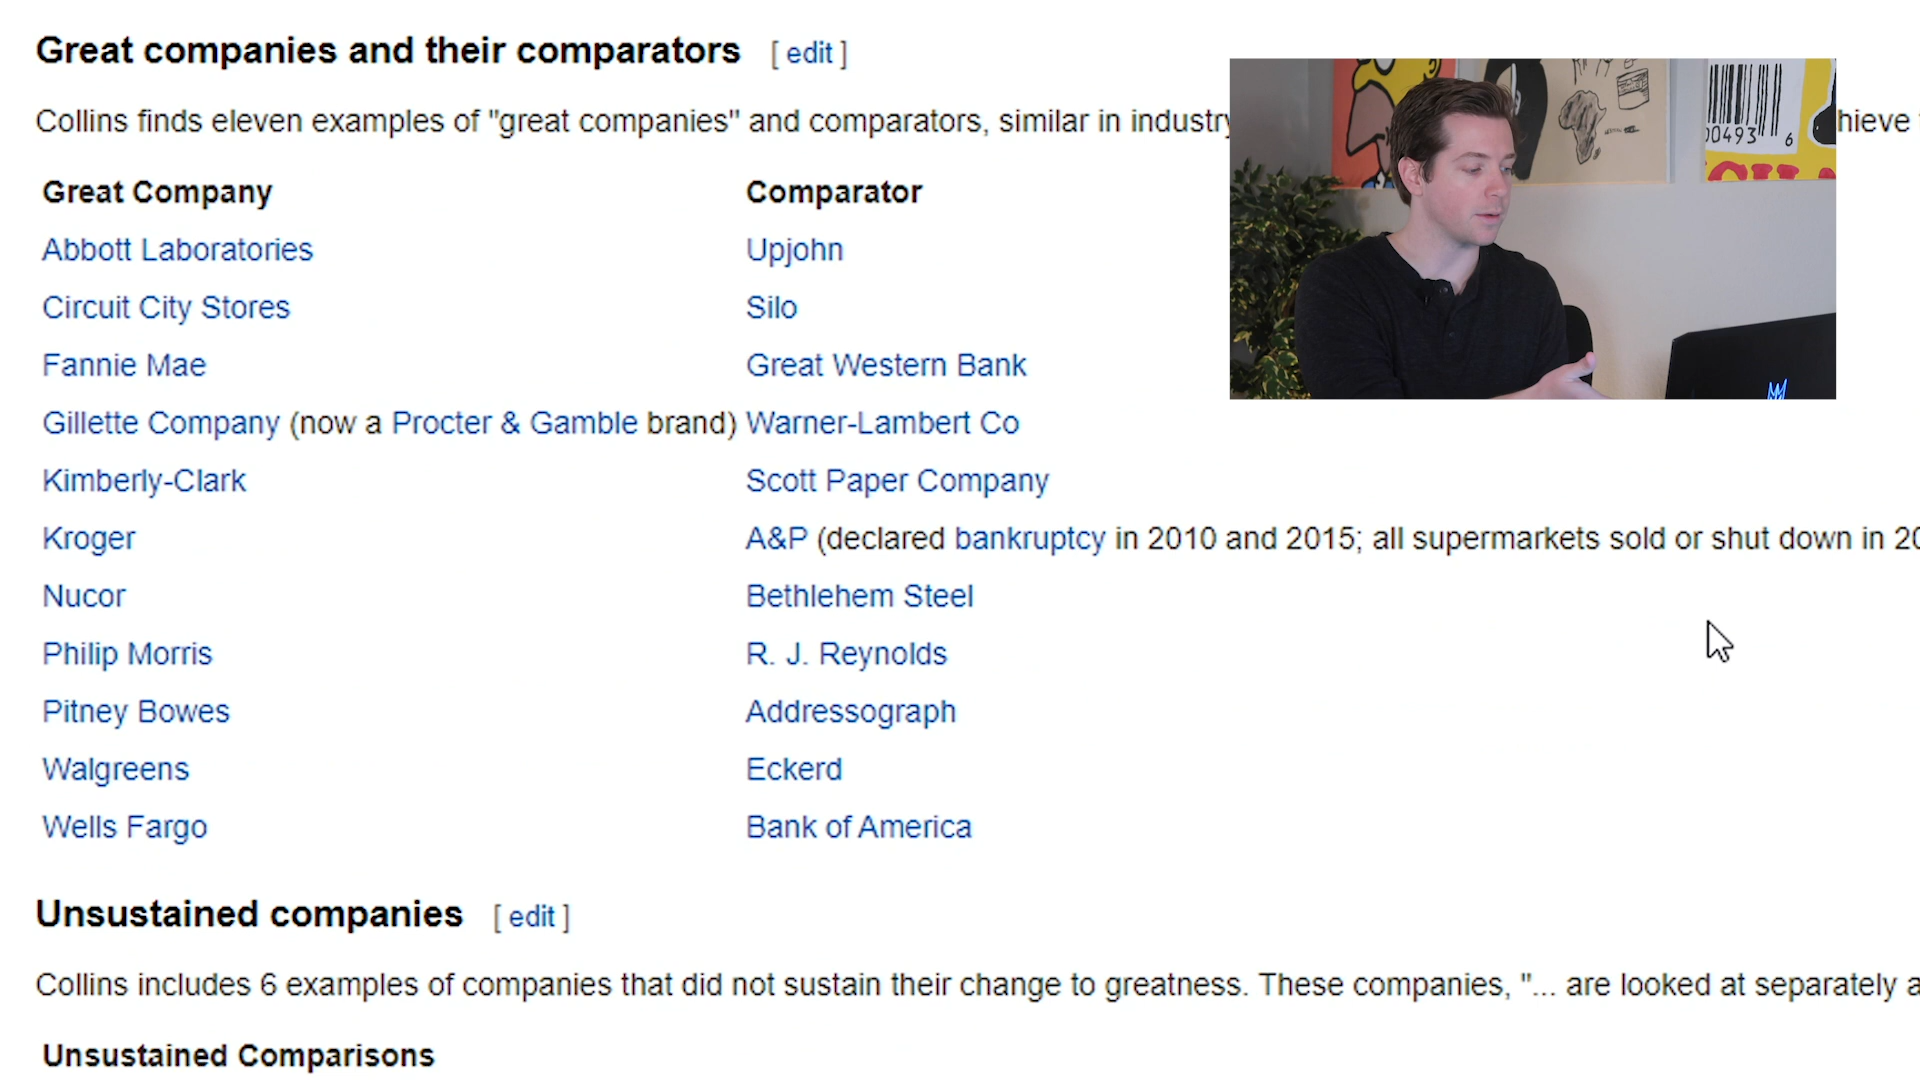 Great companies and their comparators [ edit ]
Collins finds eleven examples of "great companies" and comparators, similar in industry
hieve
Great Company Comparator
Abbott Laboratories Upjohn
Circuit City Stores Silo
Fannie Mae Great Western Bank
Gillette Company (now a Procter & Gamble brand) Warner-Lambert Co
Kimberly-Clark Scott Paper Company
Kroger A&P (declared bankruptcy in 2010 and 2015; all supermarkets sold or shut down in 20
Nucor Bethlehem Steel
Philip Morris R. J. Reynolds
Pitney Bowes Addressograph
Walgreens Eckerd
Wells Fargo Bank of America
Unsustained companies [ edit ]
Collins includes 6 examples of companies that did not sustain their change to greatness. These companies, "... are looked at separately a
Unsustained Comparisons
00493 6